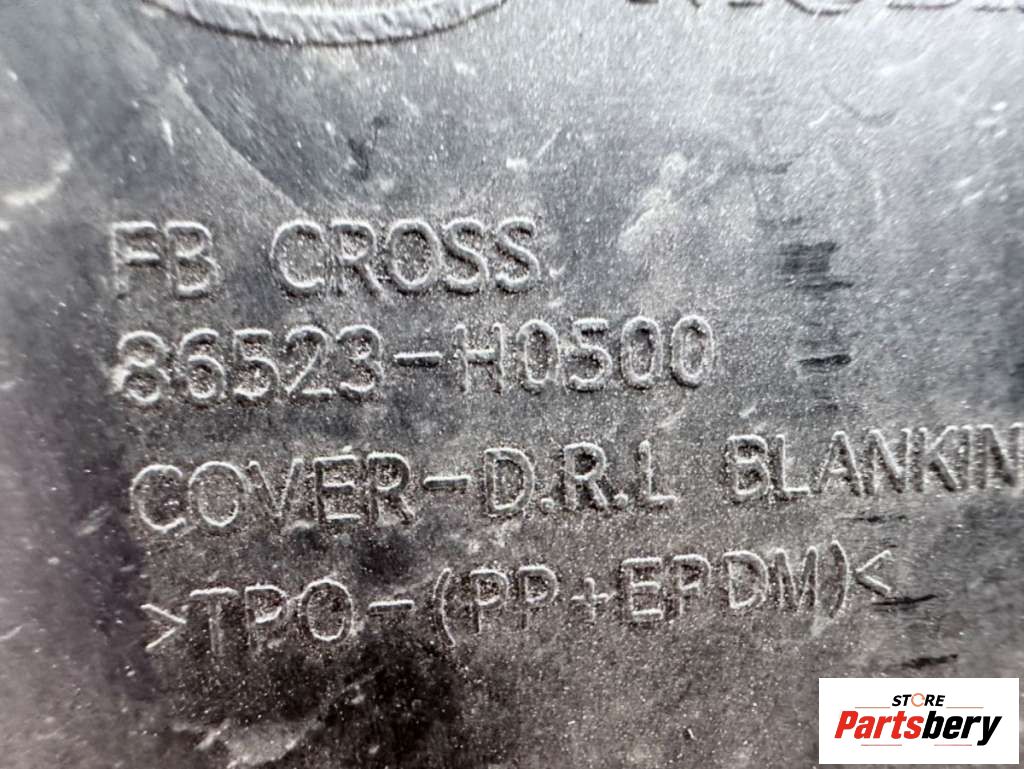 FB CROSS
86523-H0500
COVER-D.R.L BLANKIN
>TPO-(PP+EPDM)<
STORE
Partsbery